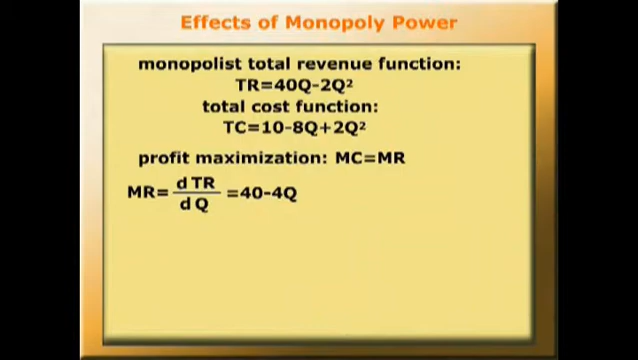 Effects of Monopoly Power
monopolist total revenue function:
TR=40Q-2Q²
total cost function:
TC=10-8Q+2Q²
profit maximization: MC=MR
MR= d TR / d Q =40-4Q